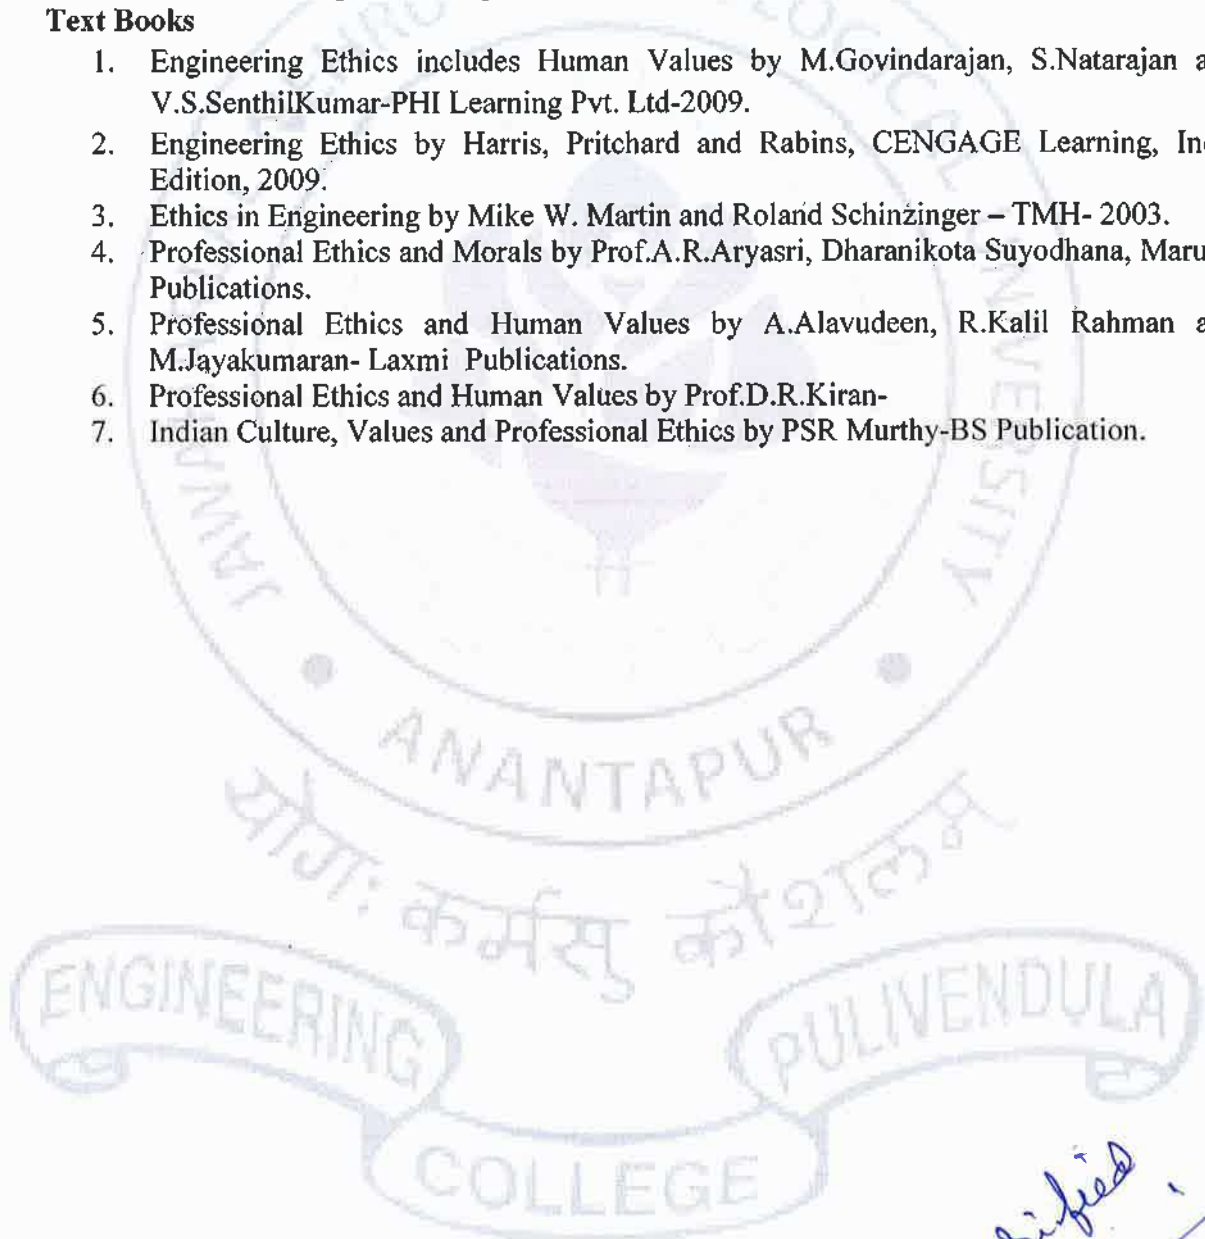 Text Books
1. Engineering Ethics includes Human Values by M.Govindarajan, S.Natarajan
V.S.SenthilKumar-PHI Learning Pvt. Ltd-2009.
2. Engineering Ethics by Harris, Pritchard and Rabins, CENGAGE Learning,
Edition, 2009.
3. Ethics in Engineering by Mike W. Martin and Roland Schinzinger – TMH- 2003.
4. Professional Ethics and Morals by Prof.A.R.Aryasri, Dharanikota Suyodhana,
Publications.
5. Professional Ethics and Human Values by A.Alavudeen, R.Kalil Rahman
M.Jayakumaran- Laxmi Publications.
6. Professional Ethics and Human Values by Prof.D.R.Kiran-
7. Indian Culture, Values and Professional Ethics by PSR Murthy-BS Publication.
UNIVERSITY
ANANTAPUR
योग: कर्मसु कौशलम
ENGINEERING
PULIVENDULA
COLLEGE